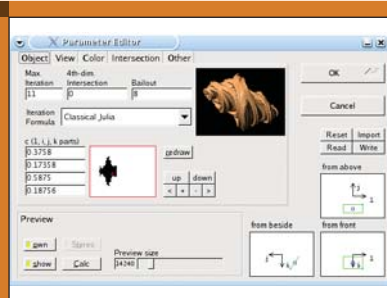 Parameter Editor
Object View Color Intersection Other
Max. Iteration
4th-dim. Intersection
Bailout
11
0
8
Iteration Formula
Classical Julia
c (1, i, j, k parts)
0.3758
0.17358
0.5875
0.18756
redraw
up down
< + - >
OK
Cancel
Reset Import
Read Write
from above
from beside
from front
Preview
own
Stereo
show
Calc
Preview size